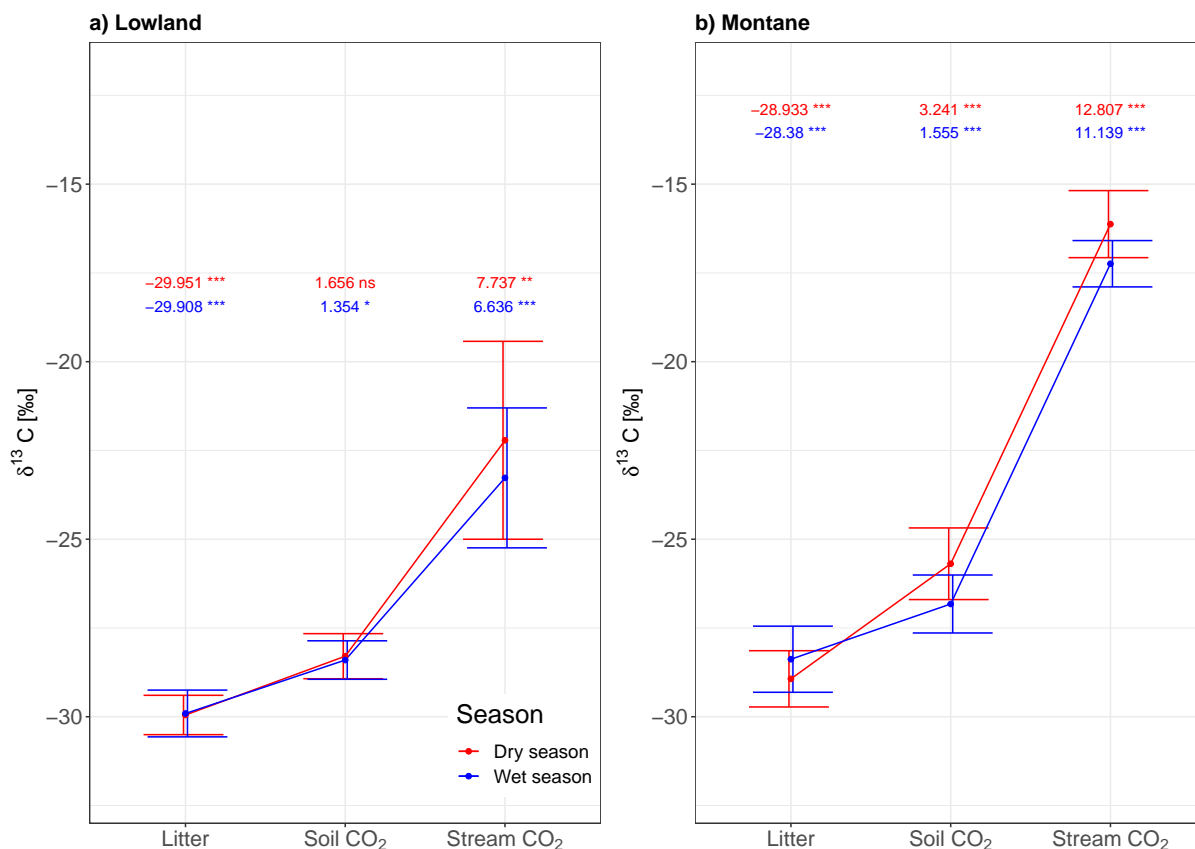 a) Lowland
−29.951 *** 1.656 ns 7.737 **
−29.908 *** 1.354 * 6.636 ***
−15
−20
−25
−30
δ¹³ C [‰]
Season
Dry season
Wet season
Litter Soil CO₂ Stream CO₂
b) Montane
−28.933 *** 3.241 *** 12.807 ***
−28.38 *** 1.555 *** 11.139 ***
−15
−20
−25
−30
δ¹³ C [‰]
Litter Soil CO₂ Stream CO₂